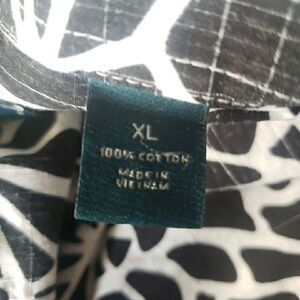 XL
100% COTTON
MADE IN
VIETNAM